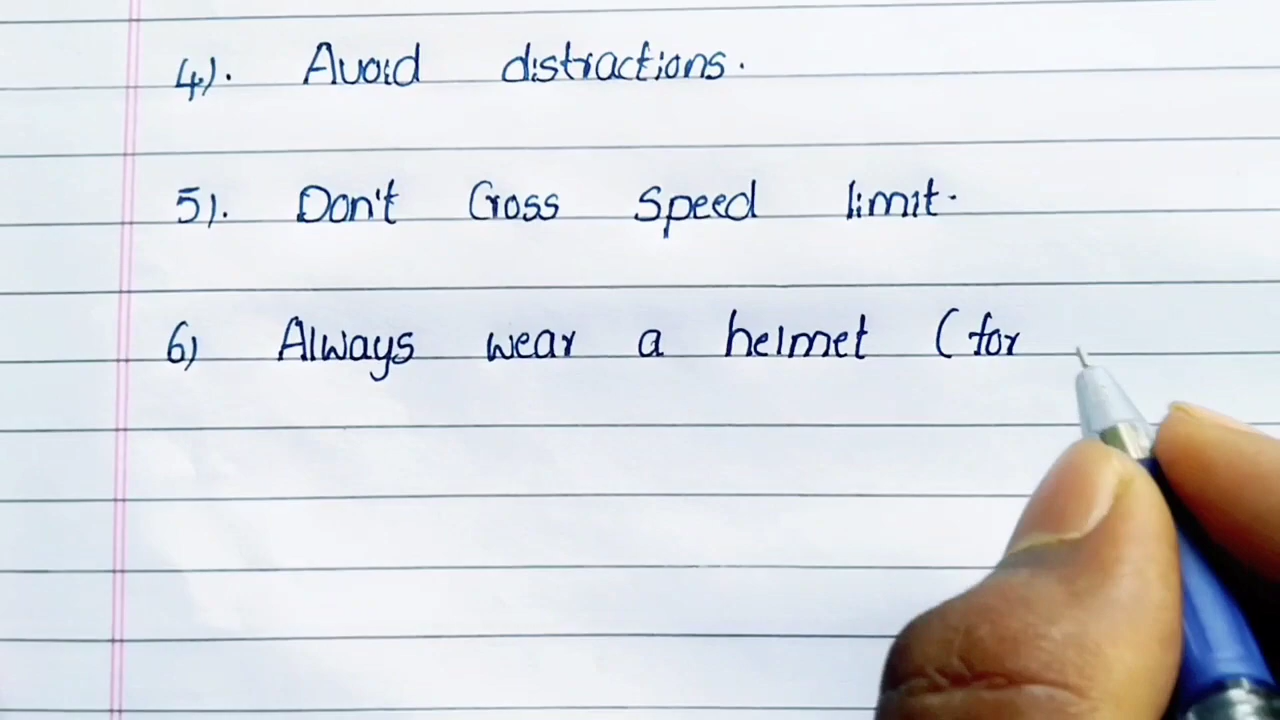 4). Avoid distractions.
5). Don't Cross Speed limit.
6) Always wear a helmet (for